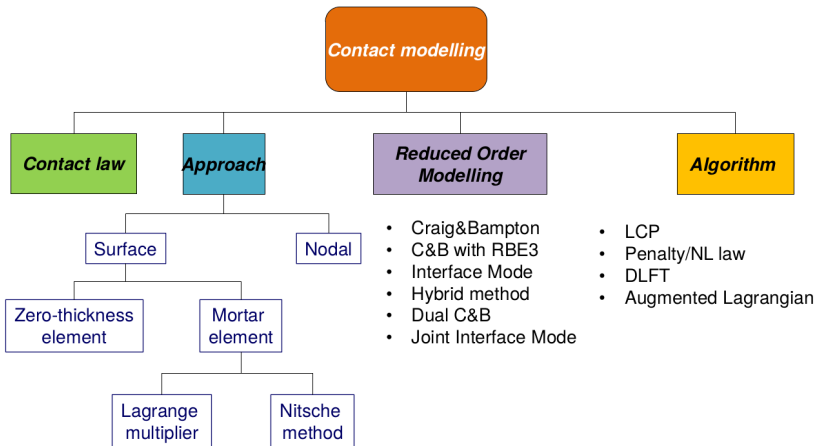 Contact modelling
Contact law
Approach
Reduced Order
Modelling
Algorithm
Surface
Nodal
Zero-thickness
element
Mortar
element
Lagrange
multiplier
Nitsche
method
• Craig&Bampton
• C&B with RBE3
• Interface Mode
• Hybrid method
• Dual C&B
• Joint Interface Mode
• LCP
• Penalty/NL law
• DLFT
• Augmented Lagrangian